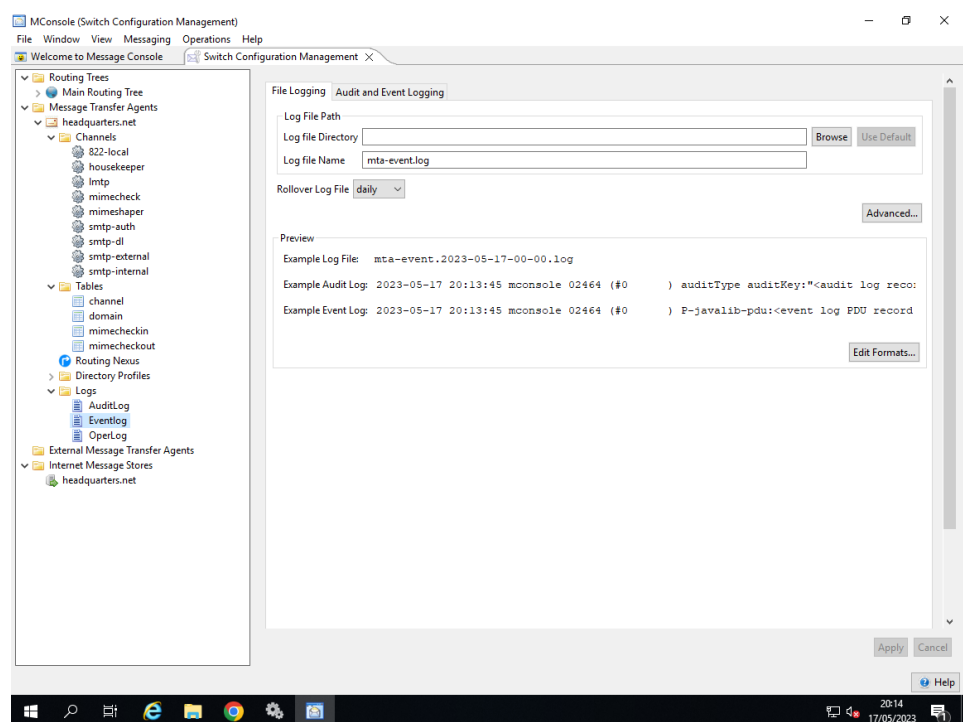 MConsole (Switch Configuration Management)
File Window View Messaging Operations Help
Welcome to Message Console Switch Configuration Management
Routing Trees
Main Routing Tree
Message Transfer Agents
headquarters.net
Channels
822-local
housekeeper
lmtp
mimecheck
mimeshaper
smtp-auth
smtp-dl
smtp-external
smtp-internal
Tables
channel
domain
mimecheckin
mimecheckout
Routing Nexus
Directory Profiles
Logs
AuditLog
Eventlog
OperLog
External Message Transfer Agents
Internet Message Stores
headquarters.net
File Logging Audit and Event Logging
Log File Path
Log file Directory Browse Use Default
Log file Name mta-event.log
Rollover Log File daily
Advanced...
Preview
Example Log File: mta-event.2023-05-17-00-00.log
Example Audit Log: 2023-05-17 20:13:45 mconsole 02464 (#0 ) auditType auditKey:"<audit log reco
Example Event Log: 2023-05-17 20:13:45 mconsole 02464 (#0 ) P-javalib-pdu:<event log PDU record
Edit Formats...
Apply Cancel
Help
20:14
17/05/2023
1